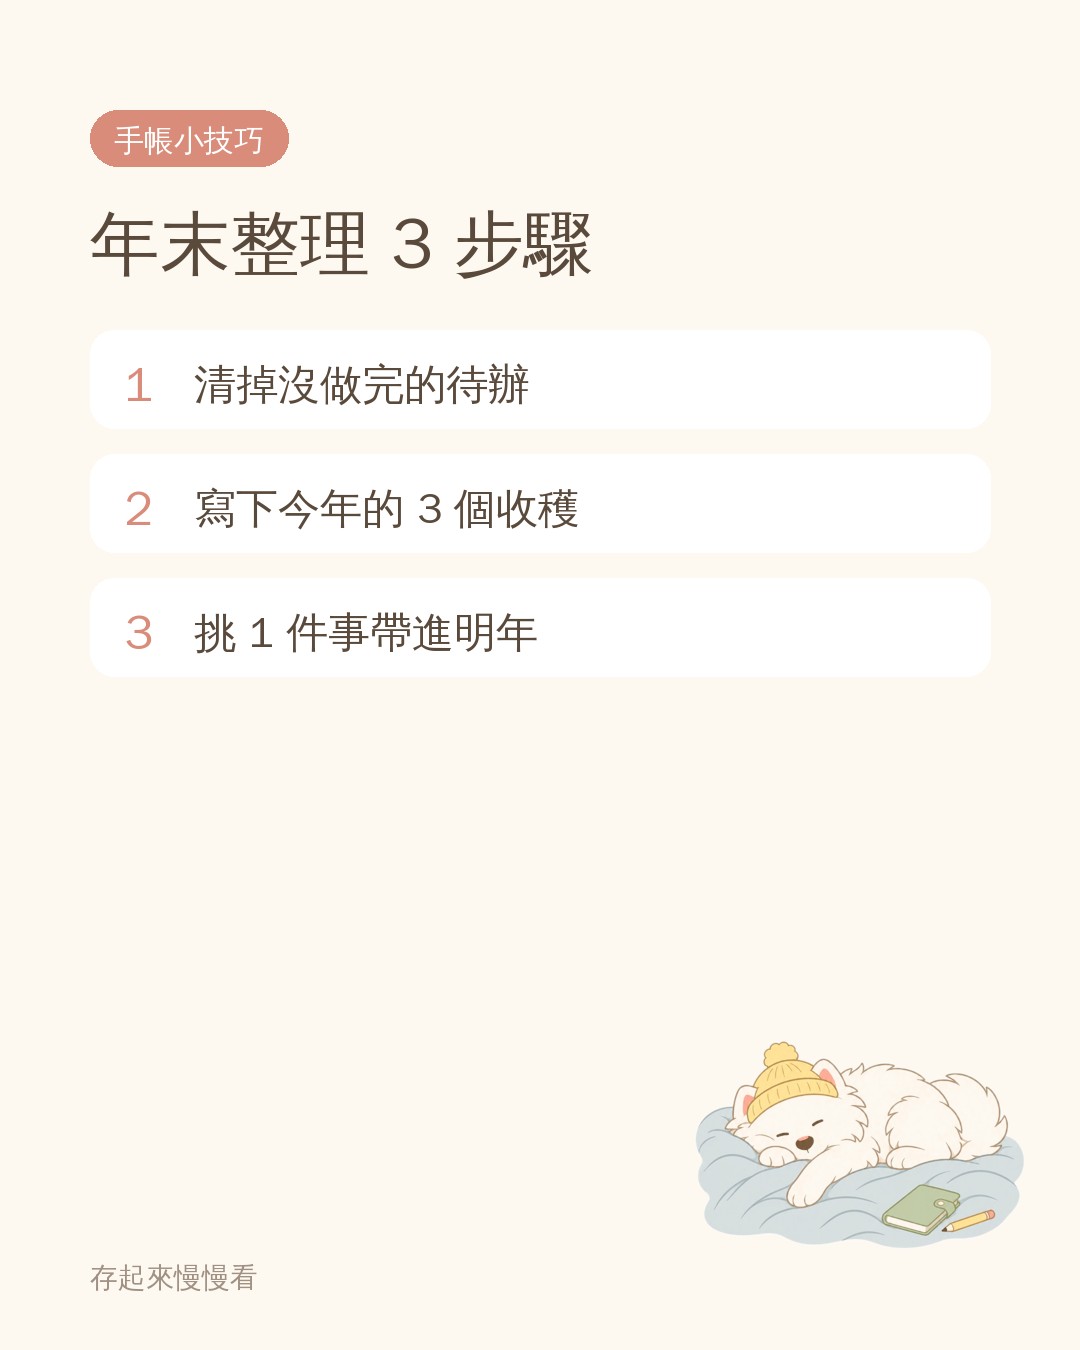 手帳小技巧
年末整理 3 步驟
1 清掉沒做完的待辦
2 寫下今年的 3 個收穫
3 挑 1 件事帶進明年
存起來慢慢看